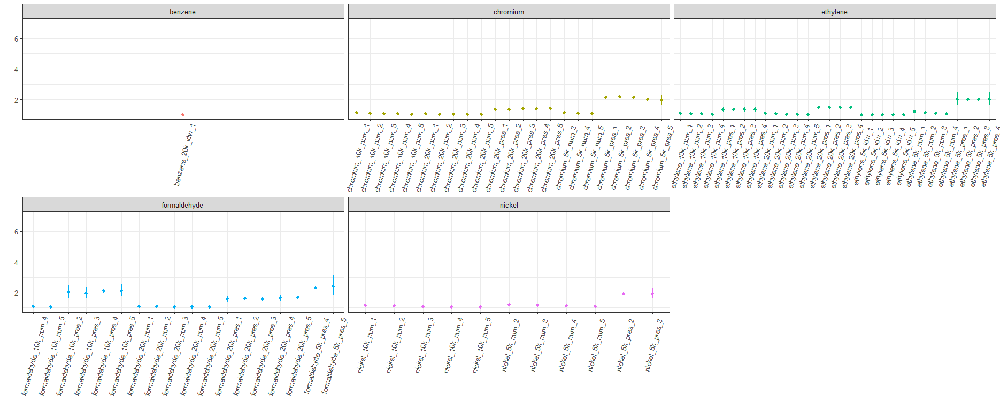 benzene
chromium
ethylene
6
4
2
benzene_20k_idw_1
chromium_10k_num_1
chromium_10k_num_2
chromium_10k_num_3
chromium_10k_num_4
chromium_10k_num_5
chromium_20k_num_1
chromium_20k_num_2
chromium_20k_num_3
chromium_20k_num_4
chromium_20k_num_5
chromium_20k_pres_1
chromium_20k_pres_2
chromium_20k_pres_3
chromium_20k_pres_4
chromium_20k_pres_5
chromium_5k_num_3
chromium_5k_num_4
chromium_5k_num_5
chromium_5k_pres_1
chromium_5k_pres_2
chromium_5k_pres_3
chromium_5k_pres_4
chromium_5k_pres_5
ethylene_10k_num_1
ethylene_10k_num_2
ethylene_10k_num_3
ethylene_10k_num_4
ethylene_10k_pres_1
ethylene_10k_pres_2
ethylene_10k_pres_3
ethylene_10k_pres_4
ethylene_20k_num_1
ethylene_20k_num_2
ethylene_20k_num_3
ethylene_20k_num_4
ethylene_20k_num_5
ethylene_20k_pres_1
ethylene_20k_pres_2
ethylene_20k_pres_3
ethylene_20k_pres_4
ethylene_5k_idw_1
ethylene_5k_idw_2
ethylene_5k_idw_3
ethylene_5k_idw_4
ethylene_5k_idw_5
ethylene_5k_num_1
ethylene_5k_num_2
ethylene_5k_num_3
ethylene_5k_num_4
ethylene_5k_pres_1
ethylene_5k_pres_2
ethylene_5k_pres_3
ethylene_5k_pres_4
formaldehyde
nickel
6
4
2
formaldehyde_10k_num_4
formaldehyde_10k_num_5
formaldehyde_10k_pres_2
formaldehyde_10k_pres_3
formaldehyde_10k_pres_4
formaldehyde_10k_pres_5
formaldehyde_20k_num_1
formaldehyde_20k_num_2
formaldehyde_20k_num_3
formaldehyde_20k_num_4
formaldehyde_20k_num_5
formaldehyde_20k_pres_1
formaldehyde_20k_pres_2
formaldehyde_20k_pres_3
formaldehyde_20k_pres_4
formaldehyde_20k_pres_5
formaldehyde_5k_pres_4
formaldehyde_5k_pres_5
nickel_10k_num_1
nickel_10k_num_2
nickel_10k_num_3
nickel_10k_num_4
nickel_10k_num_5
nickel_5k_num_2
nickel_5k_num_3
nickel_5k_num_4
nickel_5k_num_5
nickel_5k_pres_2
nickel_5k_pres_3